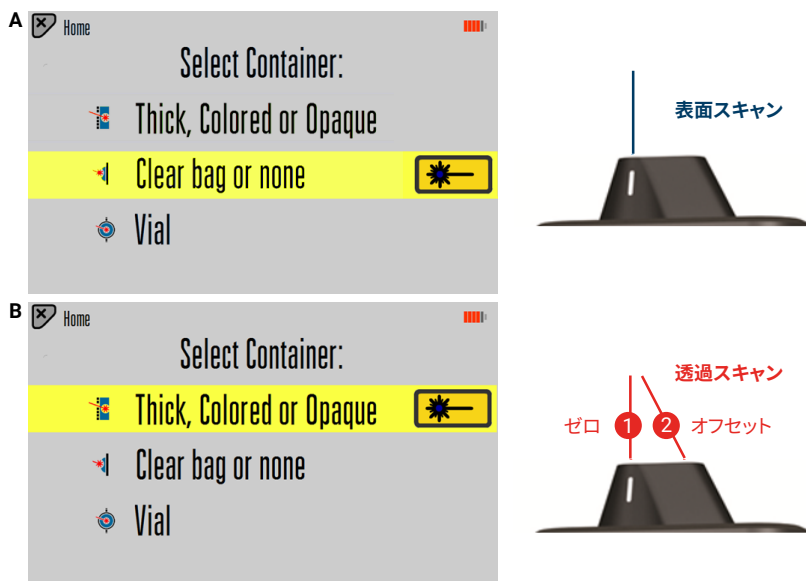 A
Home
Select Container:
Thick, Colored or Opaque
Clear bag or none
Vial
表面スキャン
B
Home
Select Container:
Thick, Colored or Opaque
Clear bag or none
Vial
透過スキャン
ゼロ 1 2 オフセット